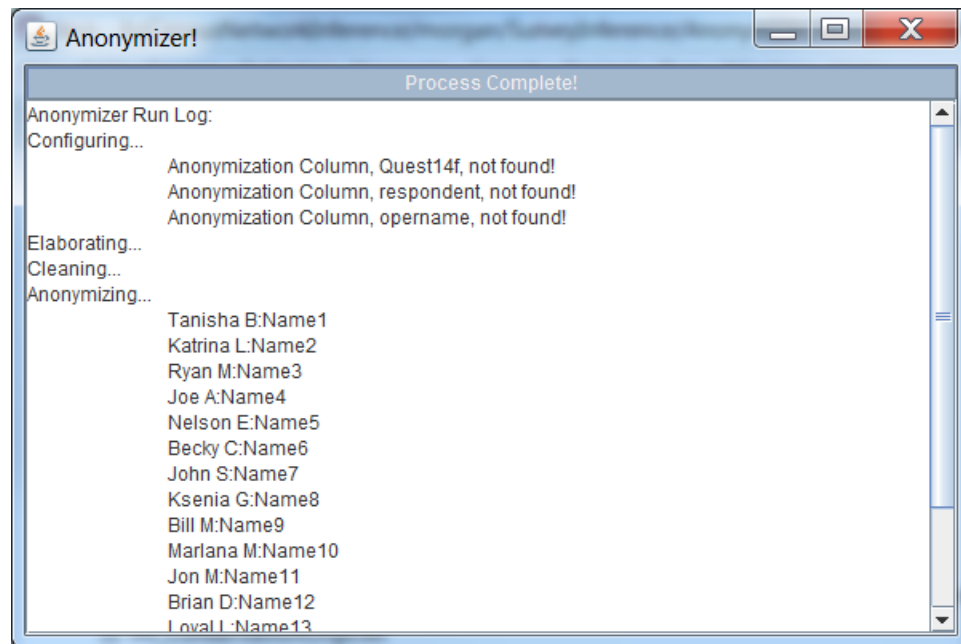 Anonymizer!
Process Complete!
Anonymizer Run Log:
Configuring...
Anonymization Column, Quest14f, not found!
Anonymization Column, respondent, not found!
Anonymization Column, opername, not found!
Elaborating...
Cleaning...
Anonymizing...
Tanisha B:Name1
Katrina L:Name2
Ryan M:Name3
Joe A:Name4
Nelson E:Name5
Becky C:Name6
John S:Name7
Ksenia G:Name8
Bill M:Name9
Marlana M:Name10
Jon M:Name11
Brian D:Name12
Loyal L:Name13